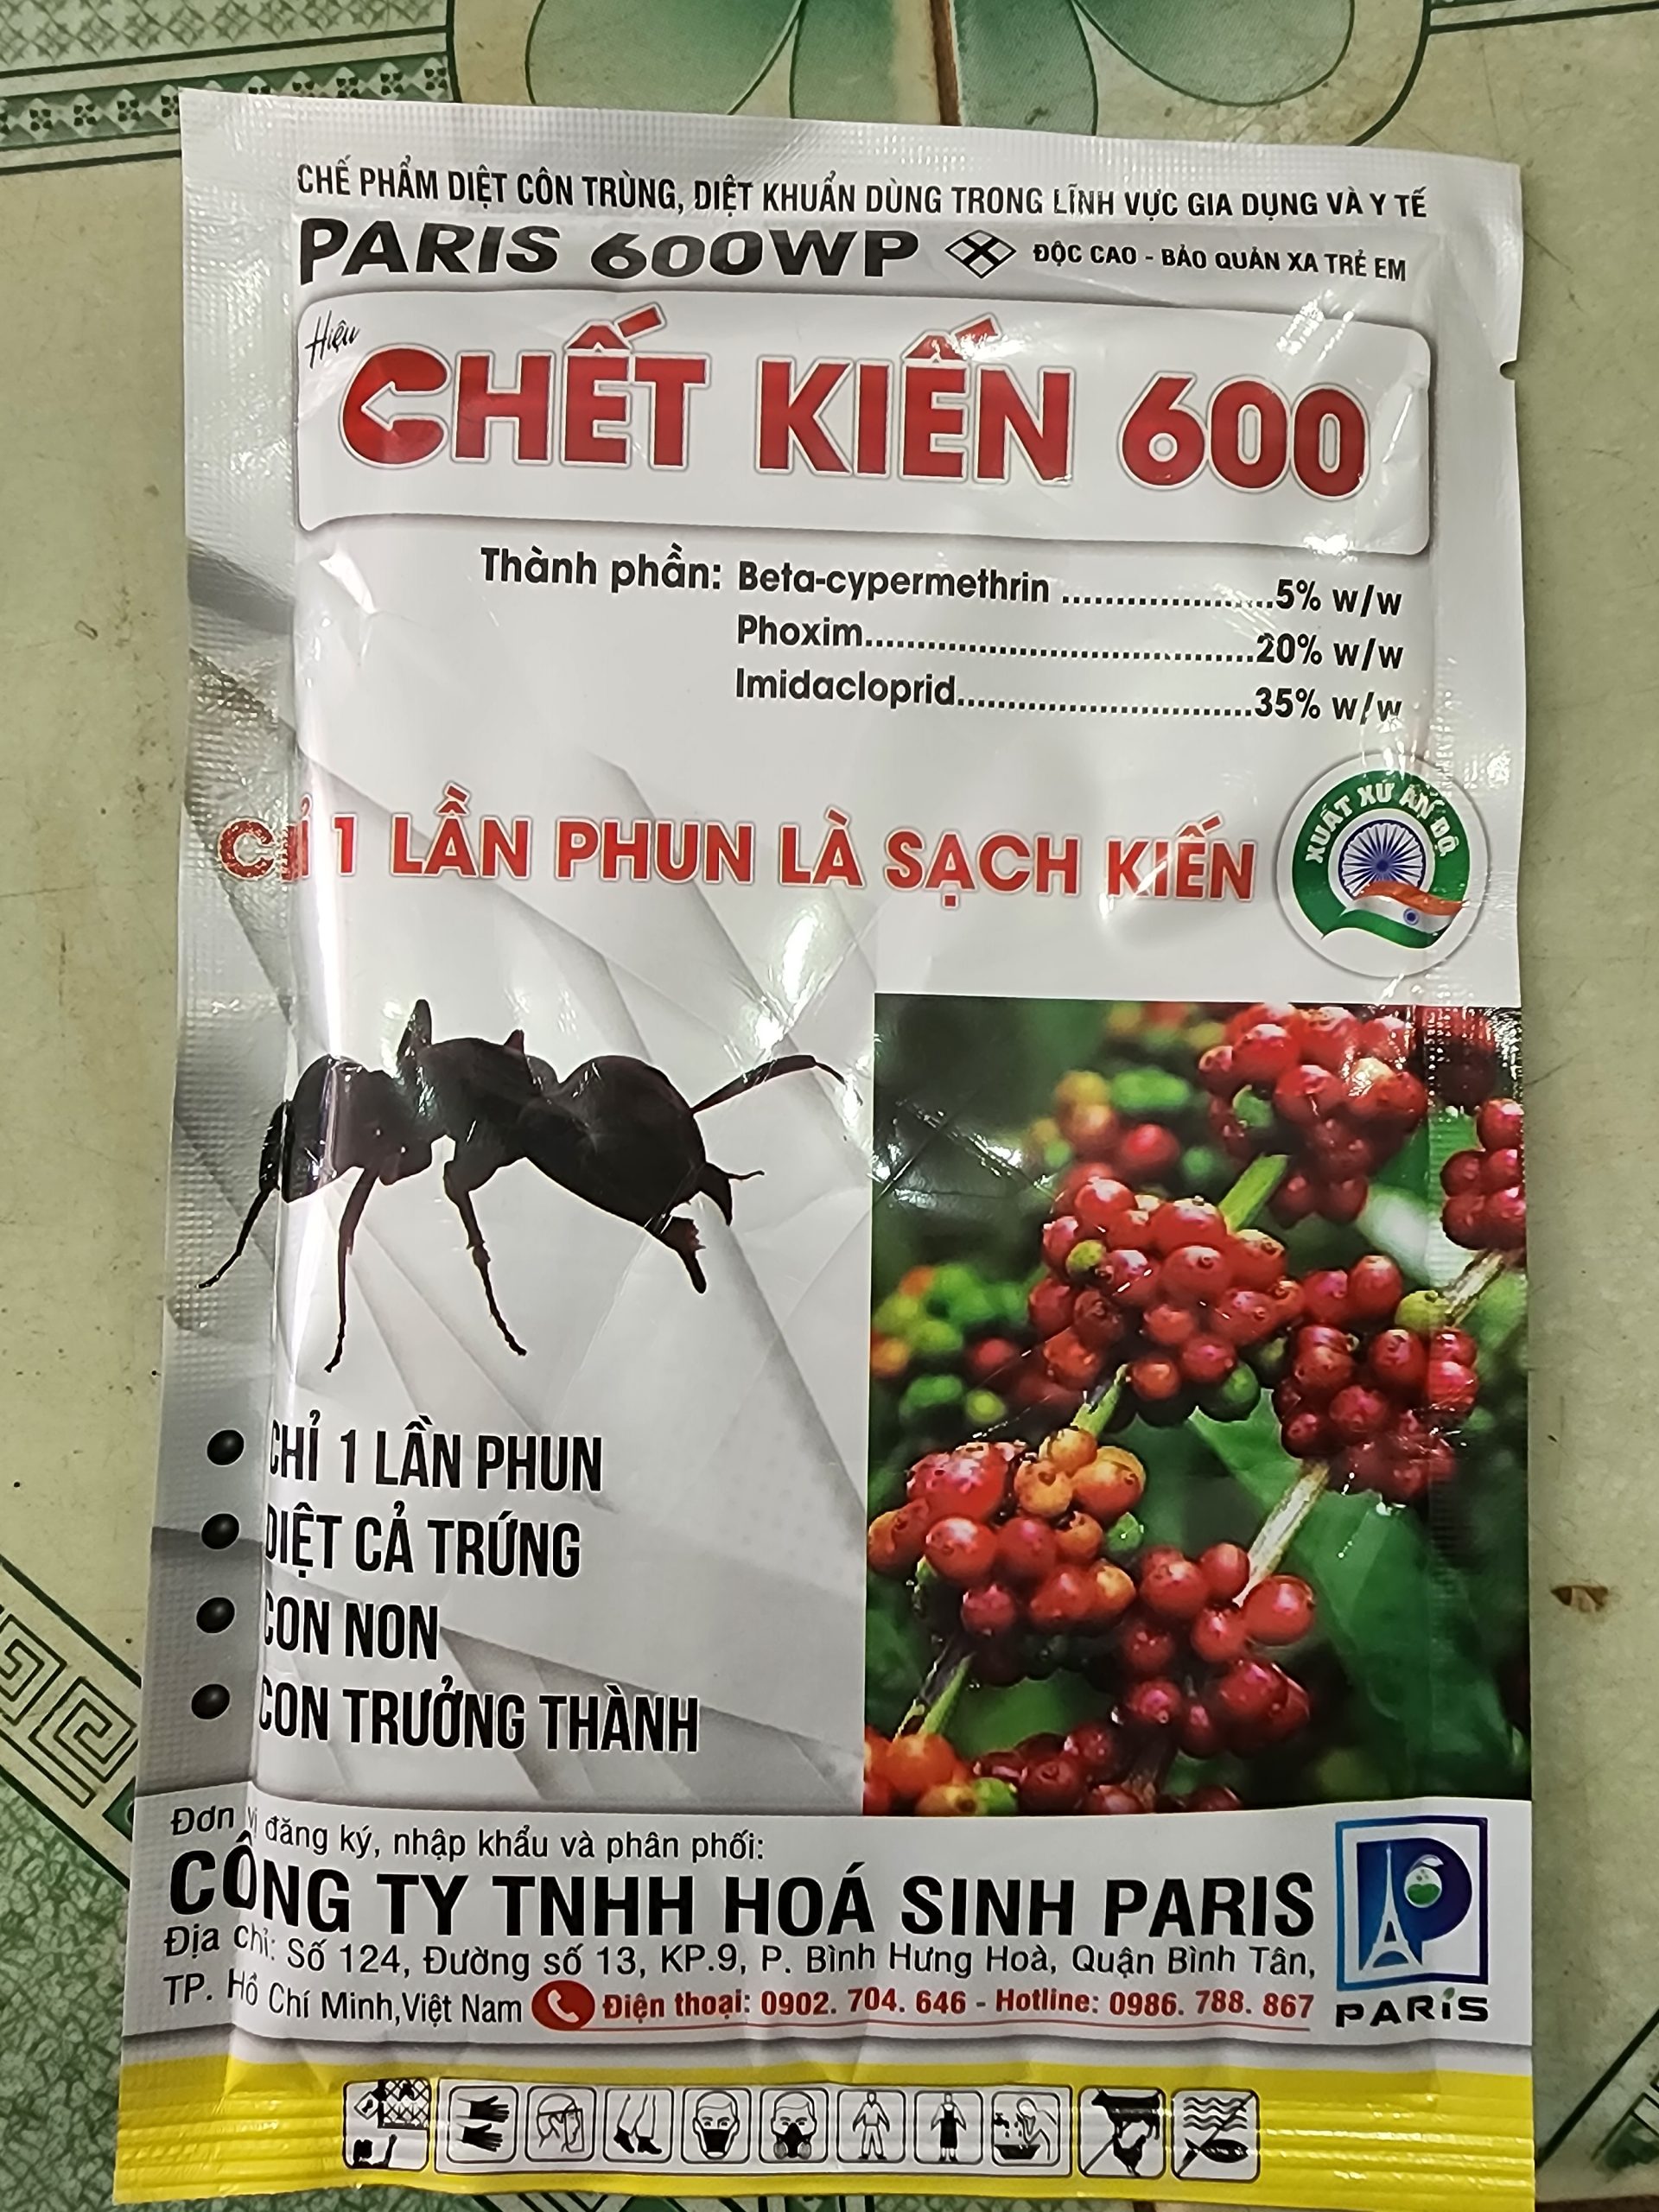 CHẾ PHẨM DIỆT CÔN TRÙNG, DIỆT KHUẨN DÙNG TRONG LĨNH VỰC GIA DỤNG VÀ Y TẾ
PARIS 600WP ĐỘC CAO - BẢO QUẢN XA TRẺ EM
Hiệu
CHẾT KIẾN 600
Thành phần: Beta-cypermethrin ....................5% w/w
Phoxim....................................20% w/w
Imidacloprid............................35% w/w
XUẤT XỨ ẤN ĐỘ
CHỈ 1 LẦN PHUN LÀ SẠCH KIẾN
CHỈ 1 LẦN PHUN
DIỆT CẢ TRỨNG
CON NON
CON TRƯỞNG THÀNH
Đơn vị đăng ký, nhập khẩu và phân phối:
CÔNG TY TNHH HOÁ SINH PARIS
Địa chỉ: Số 124, Đường số 13, KP.9, P. Bình Hưng Hoà, Quận Bình Tân,
TP. Hồ Chí Minh,Việt Nam Điện thoại: 0902. 704. 646 - Hotline: 0986. 788. 867
PARIS